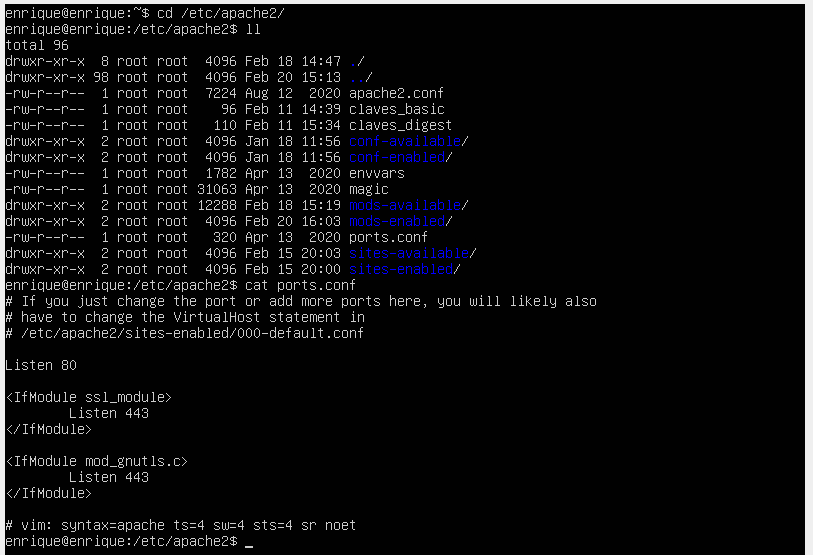 enrique@enrique:~$ cd /etc/apache2/
enrique@enrique:/etc/apache2$ ll
total 96
drwxr-xr-x  8 root root  4096 Feb 18 14:47 ./
drwxr-xr-x 98 root root  4096 Feb 20 15:13 ../
-rw-r--r--  1 root root  7224 Aug 12  2020 apache2.conf
-rw-r--r--  1 root root    96 Feb 11 14:39 claves_basic
-rw-r--r--  1 root root   110 Feb 11 15:34 claves_digest
drwxr-xr-x  2 root root  4096 Jan 18 11:56 conf-available/
drwxr-xr-x  2 root root  4096 Jan 18 11:56 conf-enabled/
-rw-r--r--  1 root root  1782 Apr 13  2020 envvars
-rw-r--r--  1 root root 31063 Apr 13  2020 magic
drwxr-xr-x  2 root root 12288 Feb 18 15:19 mods-available/
drwxr-xr-x  2 root root  4096 Feb 20 16:03 mods-enabled/
-rw-r--r--  1 root root   320 Apr 13  2020 ports.conf
drwxr-xr-x  2 root root  4096 Feb 15 20:03 sites-available/
drwxr-xr-x  2 root root  4096 Feb 15 20:00 sites-enabled/
enrique@enrique:/etc/apache2$ cat ports.conf
# If you just change the port or add more ports here, you will likely also
# have to change the VirtualHost statement in
# /etc/apache2/sites-enabled/000-default.conf

Listen 80

<IfModule ssl_module>
        Listen 443
</IfModule>

<IfModule mod_gnutls.c>
        Listen 443
</IfModule>

# vim: syntax=apache ts=4 sw=4 sts=4 sr noet
enrique@enrique:/etc/apache2$ _